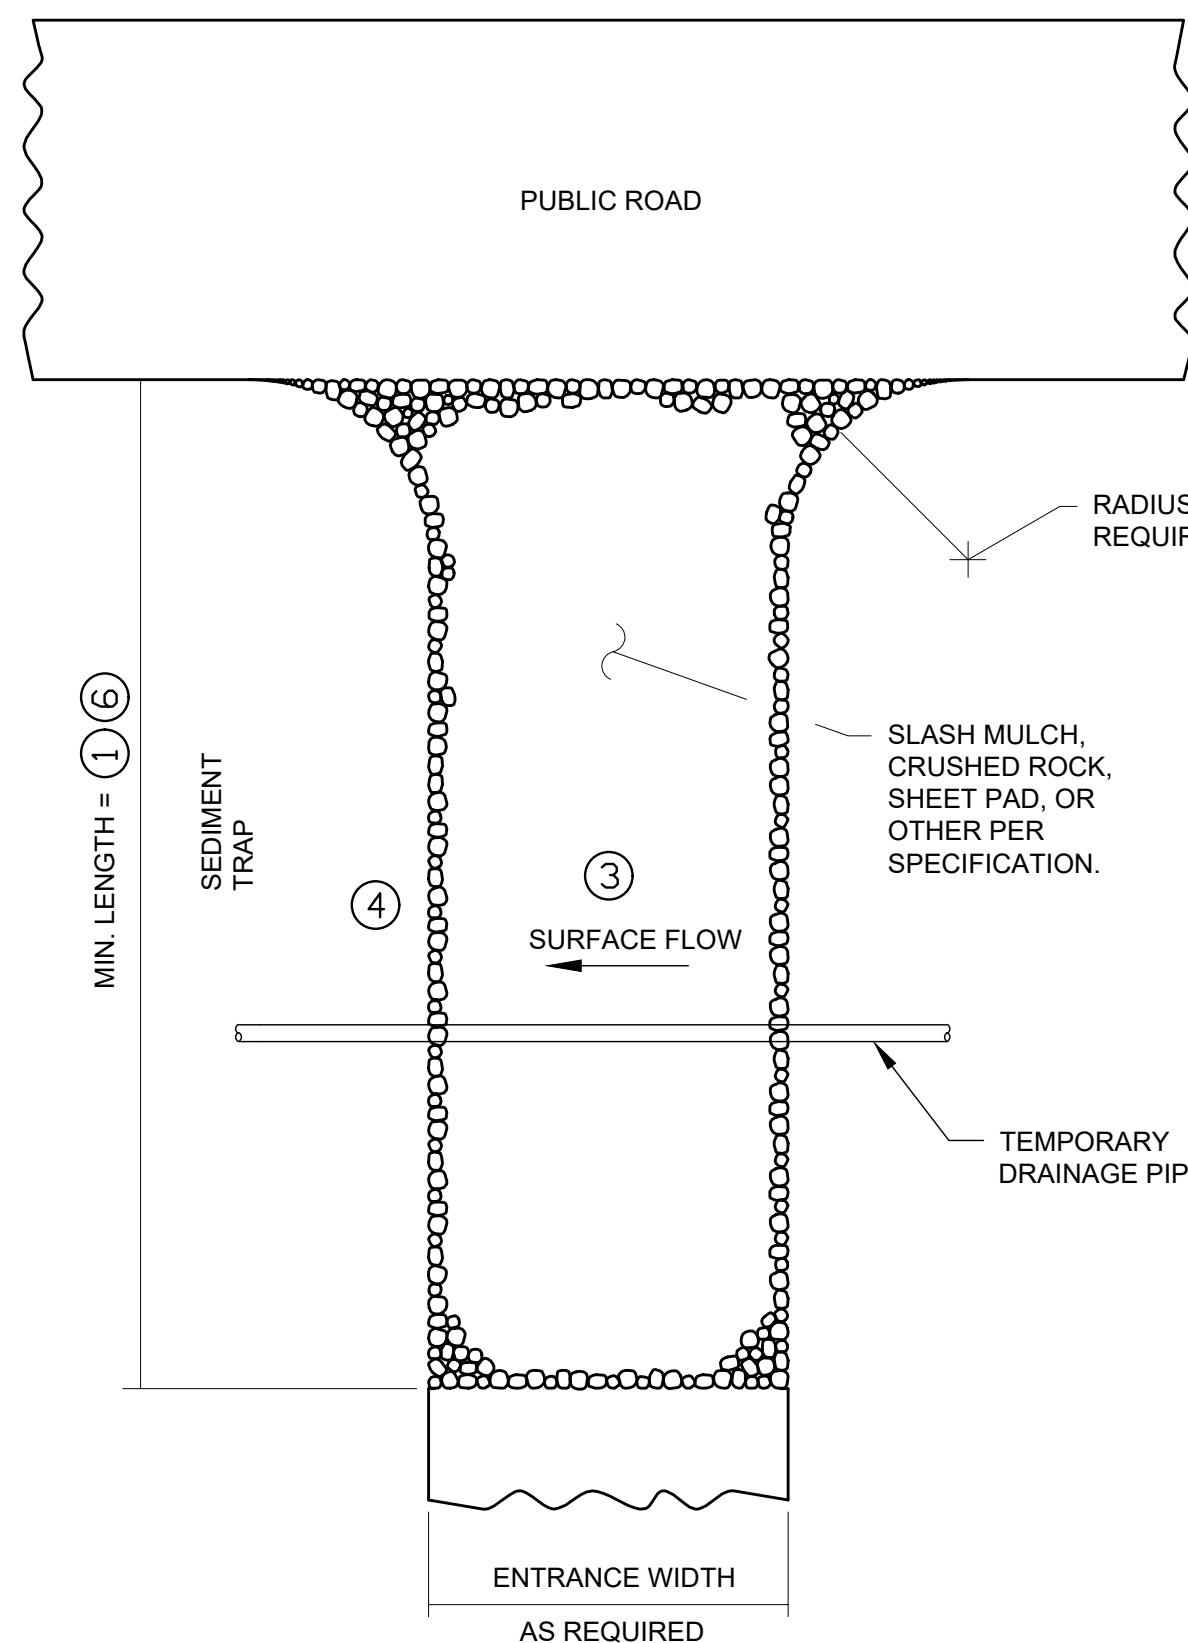 PUBLIC ROAD
RADIUS
REQUIR
MIN. LENGTH = 1 6
SEDIMENT
TRAP
SLASH MULCH,
CRUSHED ROCK,
SHEET PAD, OR
OTHER PER
SPECIFICATION.
3
4
SURFACE FLOW
TEMPORARY
DRAINAGE PIP
ENTRANCE WIDTH
AS REQUIRED